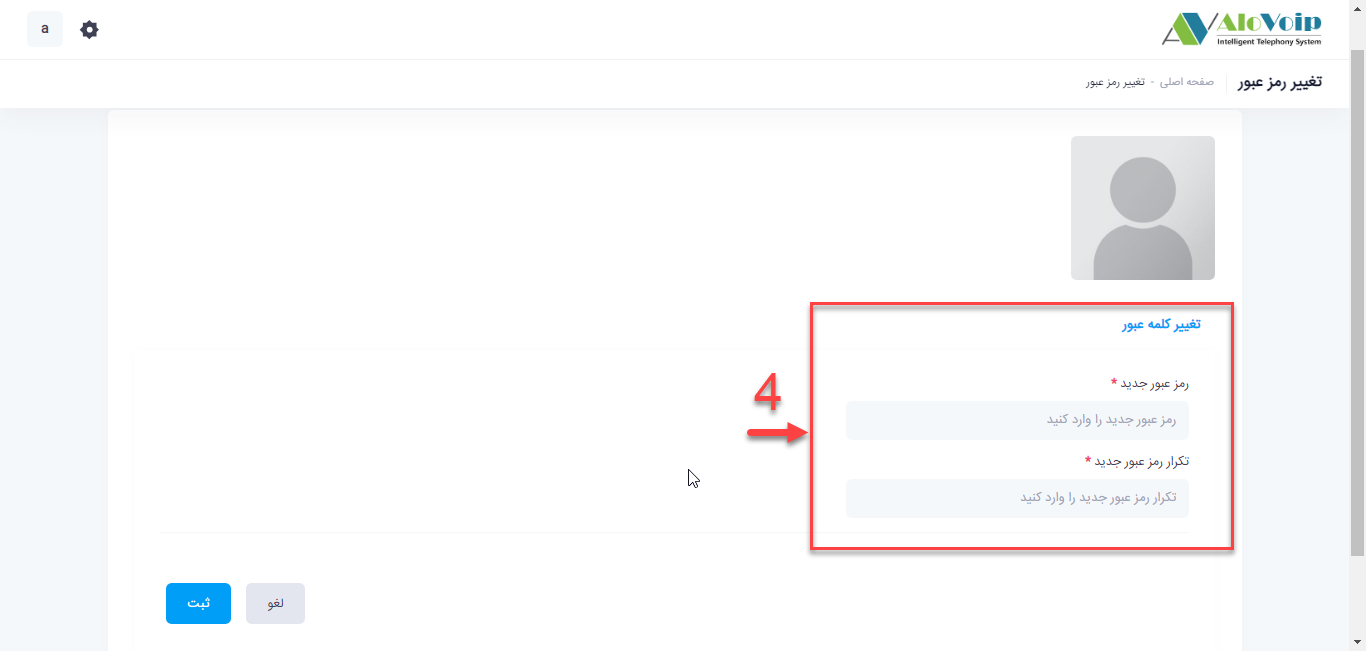 a
AloVoip
Intelligent Telephony System
تغییر رمز عبور
صفحه اصلی - تغییر رمز عبور
تغییر کلمه عبور
رمز عبور جدید *
رمز عبور جدید را وارد کنید
4
تکرار رمز عبور جدید *
تکرار رمز عبور جدید را وارد کنید
لغو
ثبت